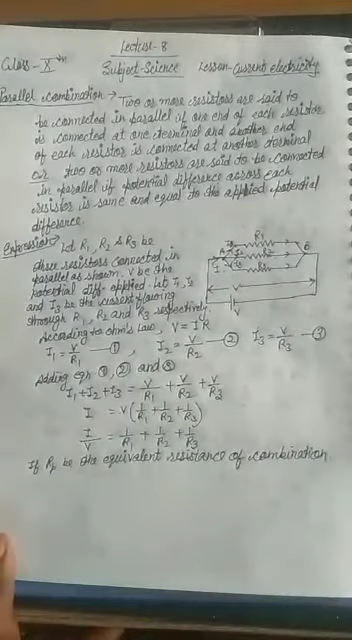 Lecture-8
Class-Xth Subject-Science Lesson-Current electricity
Parallel combination → Two or more resistors are said to
be connected in parallel if one end of each resistor
is connected at one terminal and another end
of each resistor is connected at another terminal
or two or more resistors are said to be connected
in parallel if potential difference across each
resistor is same and equal to the applied potential
difference.
Expression → Let R1, R2 & R3 be
three resistors connected in
parallel as shown. V be the
potential diff. applied. Let I1, I2
and I3 be the current flowing
through R1, R2 and R3 respectively.
R1
A I2 R2 B
I I3 R3
V
V
According to ohm's law, V = IR
I1 = V/R1 —①, I2 = V/R2 —② I3 = V/R3 —③
Adding eqn ①, ② and ③
I1+I2+I3 = V/R1 + V/R2 + V/R3
I = V(1/R1 + 1/R2 + 1/R3)
I/V = 1/R1 + 1/R2 + 1/R3
If Rp be the equivalent resistance of combination